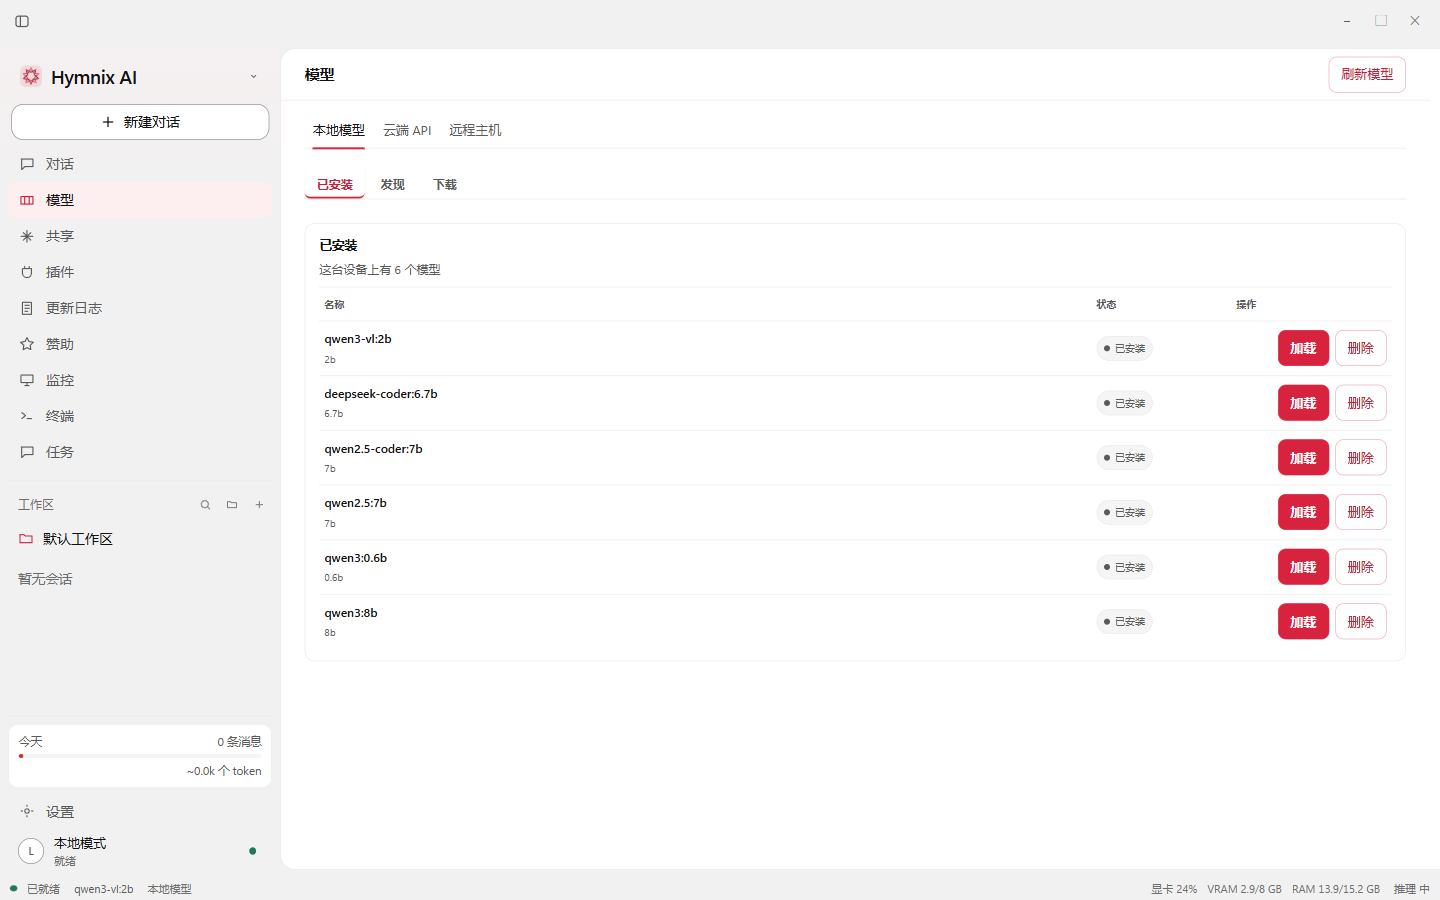 Hymnix AI
新建对话
对话
模型
共享
插件
更新日志
赞助
监控
终端
任务
工作区
默认工作区
暂无会话
今天 0 条消息
~0.0k 个 token
设置
L
本地模式
就绪
模型
刷新模型
本地模型 云端 API 远程主机
已安装 发现 下载
已安装
这台设备上有 6 个模型
名称 状态 操作
qwen3-vl:2b
2b
已安装 加载 删除
deepseek-coder:6.7b
6.7b
已安装 加载 删除
qwen2.5-coder:7b
7b
已安装 加载 删除
qwen2.5:7b
7b
已安装 加载 删除
qwen3:0.6b
0.6b
已安装 加载 删除
qwen3:8b
8b
已安装 加载 删除
已就绪 qwen3-vl:2b 本地模型 显卡 24% VRAM 2.9/8 GB RAM 13.9/15.2 GB 推理 中